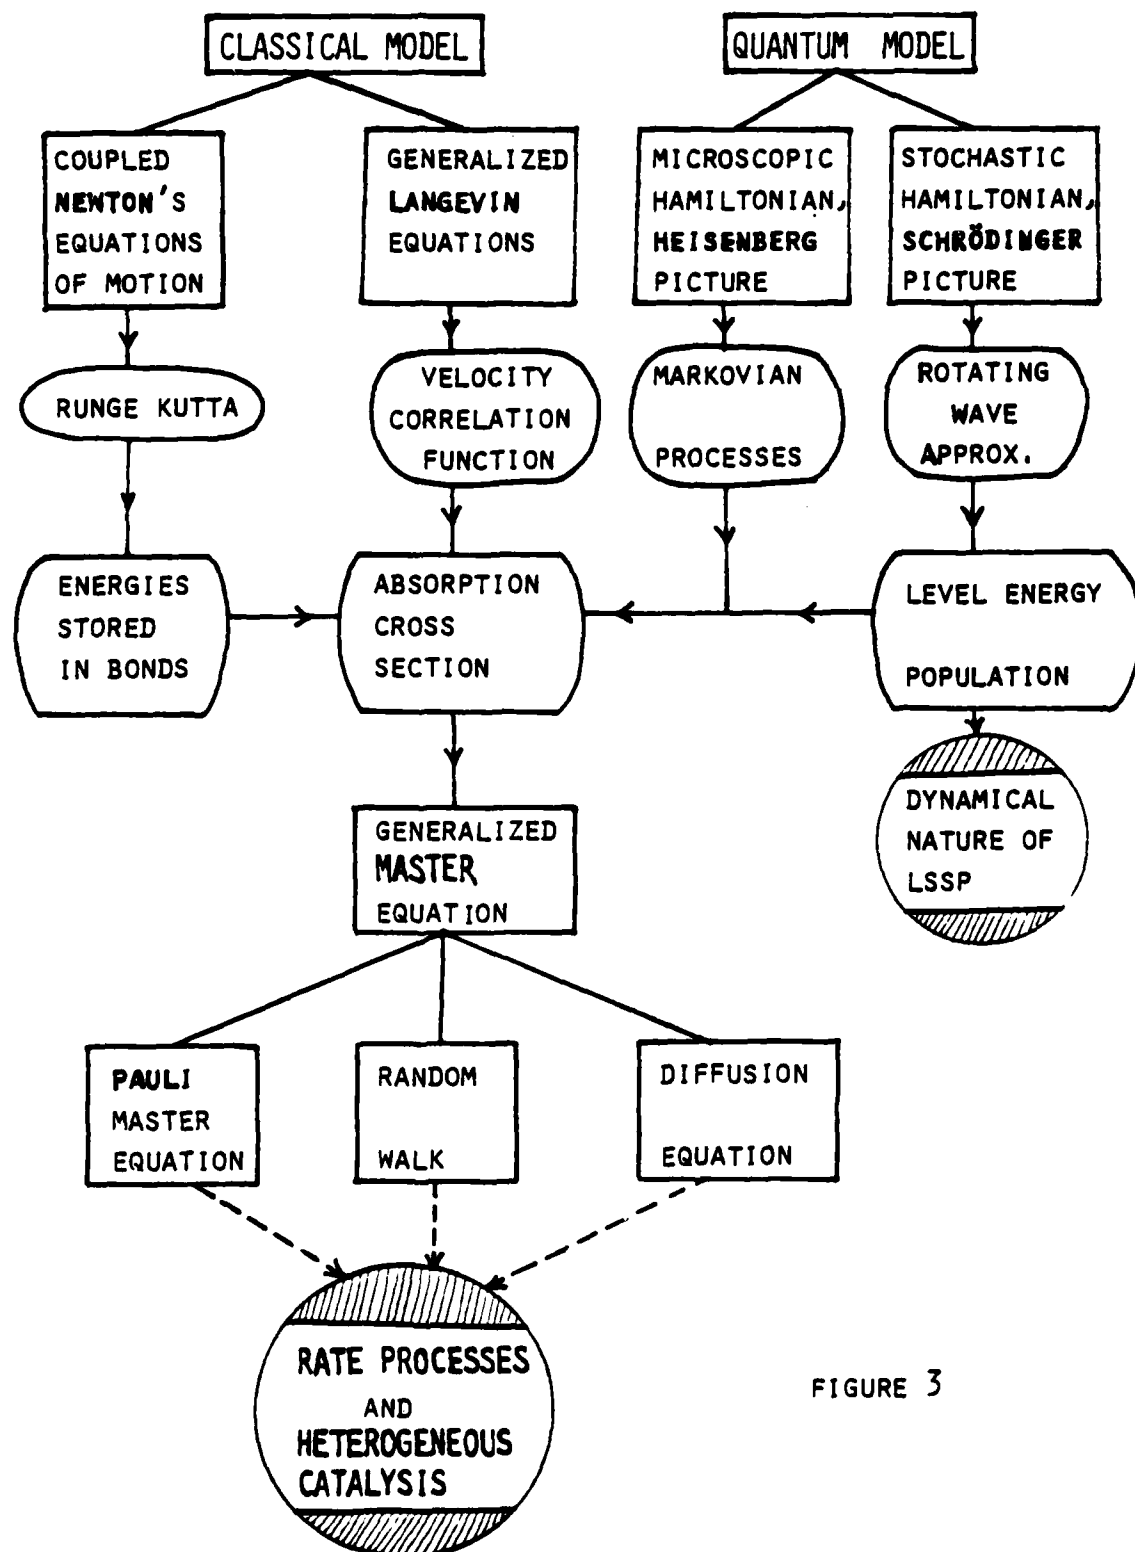 CLASSICAL MODEL
QUANTUM MODEL
COUPLED
NEWTON'S
EQUATIONS
OF MOTION
GENERALIZED
LANGEVIN
EQUATIONS
MICROSCOPIC
HAMILTONIAN,
HEISENBERG
PICTURE
STOCHASTIC
HAMILTONIAN,
SCHRÖDINGER
PICTURE
RUNGE KUTTA
VELOCITY
CORRELATION
FUNCTION
MARKOVIAN
PROCESSES
ROTATING
WAVE
APPROX.
ENERGIES
STORED
IN BONDS
ABSORPTION
CROSS
SECTION
LEVEL ENERGY
POPULATION
DYNAMICAL
NATURE OF
LSSP
GENERALIZED
MASTER
EQUATION
PAULI
MASTER
EQUATION
RANDOM
WALK
DIFFUSION
EQUATION
RATE PROCESSES
AND
HETEROGENEOUS
CATALYSIS
FIGURE 3